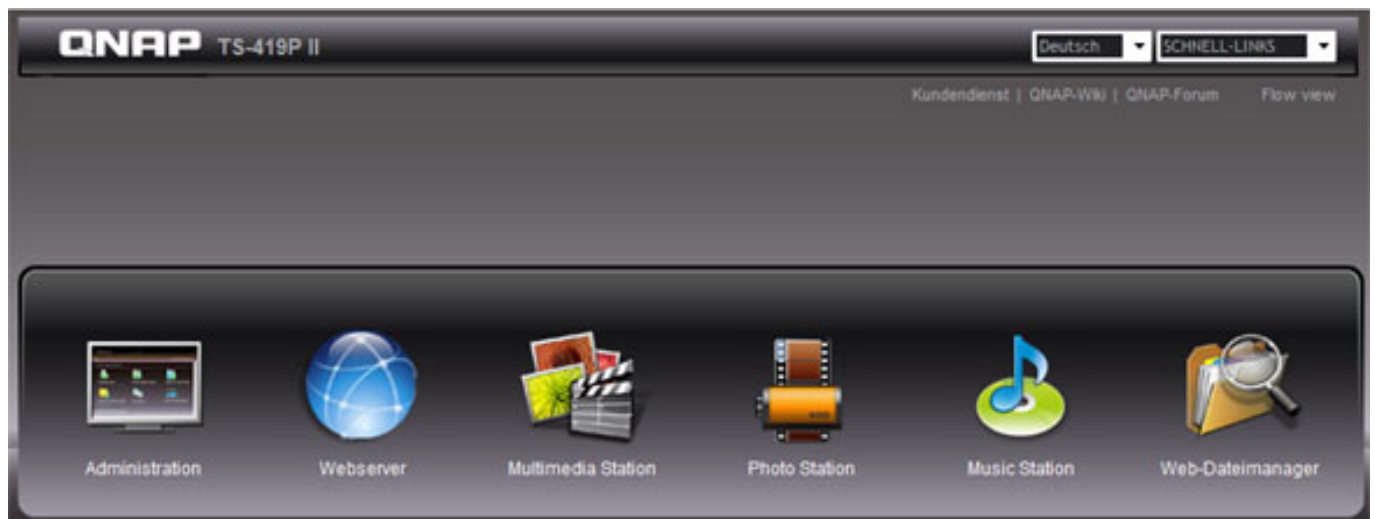 QNAP TS-419P II Deutsch SCHNELL-LINKS
Kundendienst | QNAP-Wiki | QNAP-Forum Flow view
Administration Webserver Multimedia Station Photo Station Music Station Web-Dateimanager